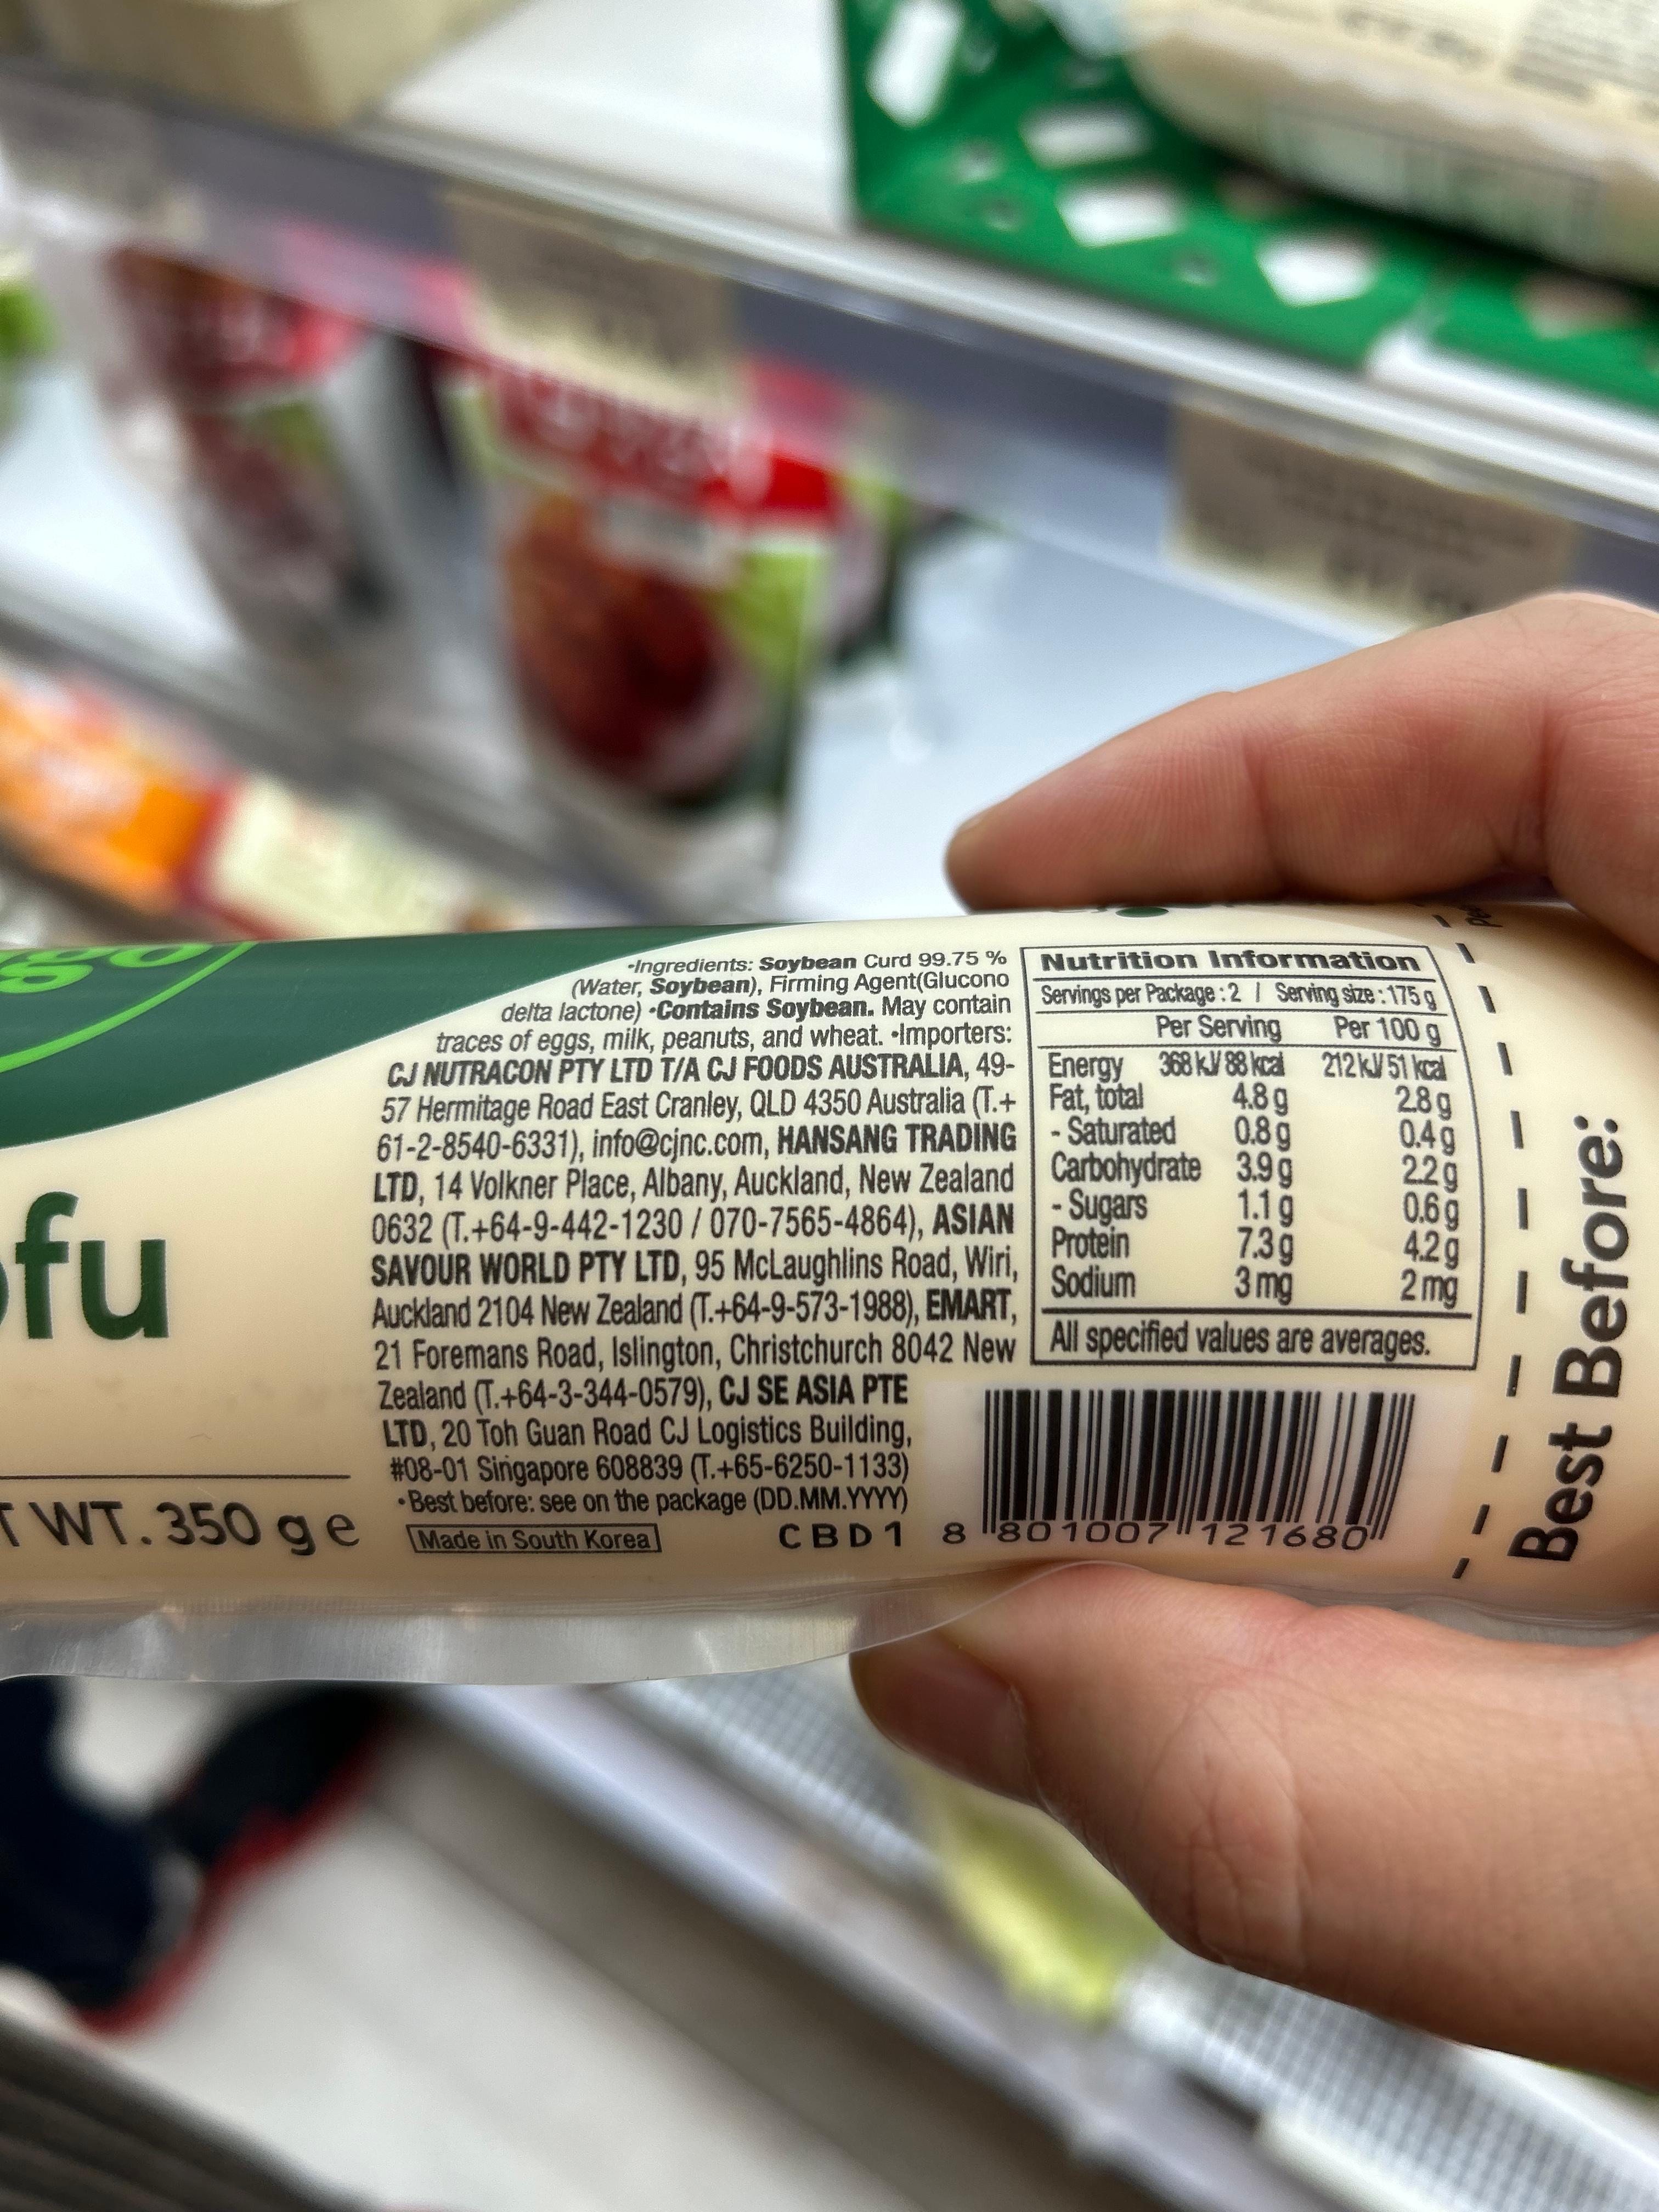 go
ofu
T WT. 350 g e
•Ingredients: Soybean Curd 99.75 %
(Water, Soybean), Firming Agent(Glucono
delta lactone) •Contains Soybean. May contain
traces of eggs, milk, peanuts, and wheat. •Importers:
CJ NUTRACON PTY LTD T/A CJ FOODS AUSTRALIA, 49-
57 Hermitage Road East Cranley, QLD 4350 Australia (T.+
61-2-8540-6331), info@cjnc.com, HANSANG TRADING
LTD, 14 Volkner Place, Albany, Auckland, New Zealand
0632 (T.+64-9-442-1230 / 070-7565-4864), ASIAN
SAVOUR WORLD PTY LTD, 95 McLaughlins Road, Wiri,
Auckland 2104 New Zealand (T.+64-9-573-1988), EMART,
21 Foremans Road, Islington, Christchurch 8042 New
Zealand (T.+64-3-344-0579), CJ SE ASIA PTE
LTD, 20 Toh Guan Road CJ Logistics Building,
#08-01 Singapore 608839 (T.+65-6250-1133)
•Best before: see on the package (DD.MM.YYYY)
Made in South Korea
CBD1
Nutrition Information
Servings per Package : 2 / Serving size : 175 g
Per Serving Per 100 g
Energy 368 kJ/ 88 kcal 212 kJ/ 51 kcal
Fat, total 4.8 g 2.8 g
- Saturated 0.8 g 0.4 g
Carbohydrate 3.9 g 2.2 g
- Sugars 1.1 g 0.6 g
Protein 7.3 g 4.2 g
Sodium 3 mg 2 mg
All specified values are averages.
8 801007 121680
Best Before: